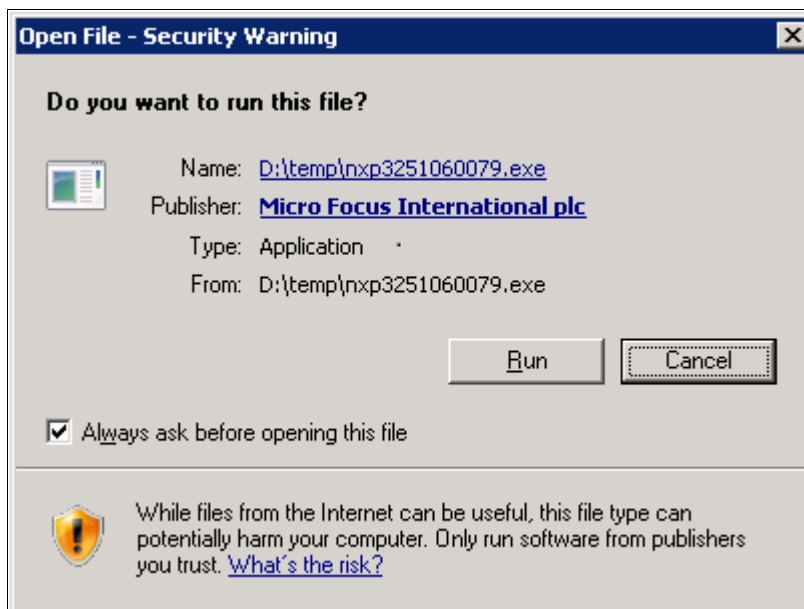 Open File - Security Warning
Do you want to run this file?
Name: D:\temp\nxp3251060079.exe
Publisher: Micro Focus International plc
Type: Application
From: D:\temp\nxp3251060079.exe
Run Cancel
Always ask before opening this file
While files from the Internet can be useful, this file type can
potentially harm your computer. Only run software from publishers
you trust. What's the risk?